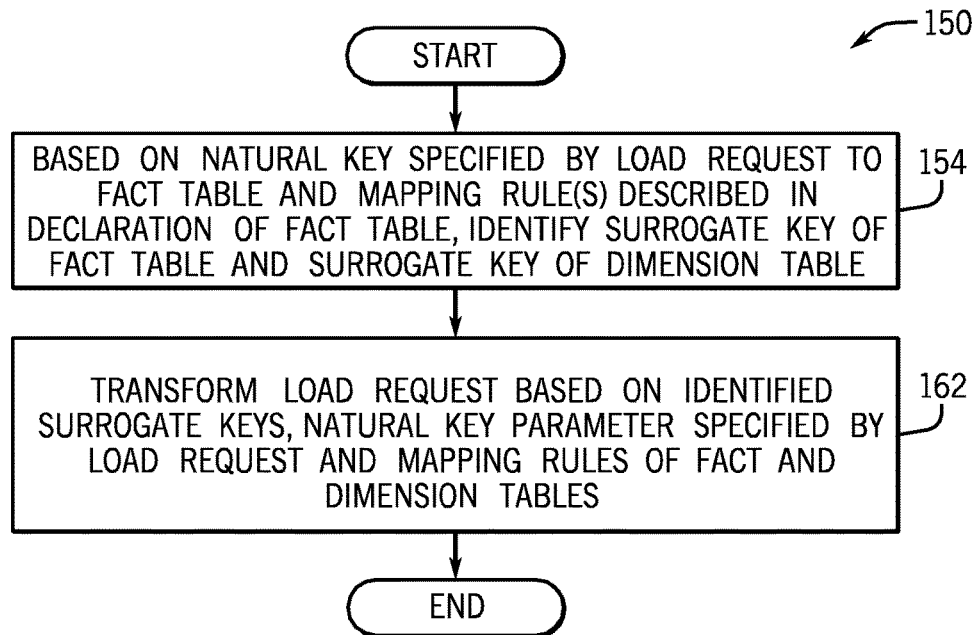 150
START
BASED ON NATURAL KEY SPECIFIED BY LOAD REQUEST TO
FACT TABLE AND MAPPING RULE(S) DESCRIBED IN
DECLARATION OF FACT TABLE, IDENTIFY SURROGATE KEY OF
FACT TABLE AND SURROGATE KEY OF DIMENSION TABLE
154
TRANSFORM LOAD REQUEST BASED ON IDENTIFIED
SURROGATE KEYS, NATURAL KEY PARAMETER SPECIFIED BY
LOAD REQUEST AND MAPPING RULES OF FACT AND
DIMENSION TABLES
162
END